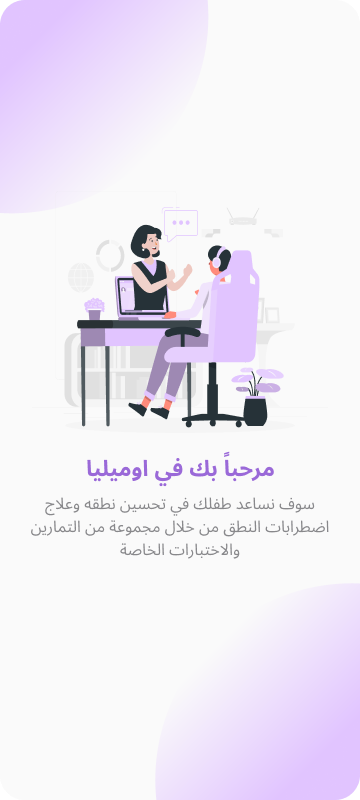 مرحباً بك في اوميليا
سوف نساعد طفلك في تحسين نطقه وعلاج
اضطرابات النطق من خلال مجموعة من التمارين
والاختبارات الخاصة